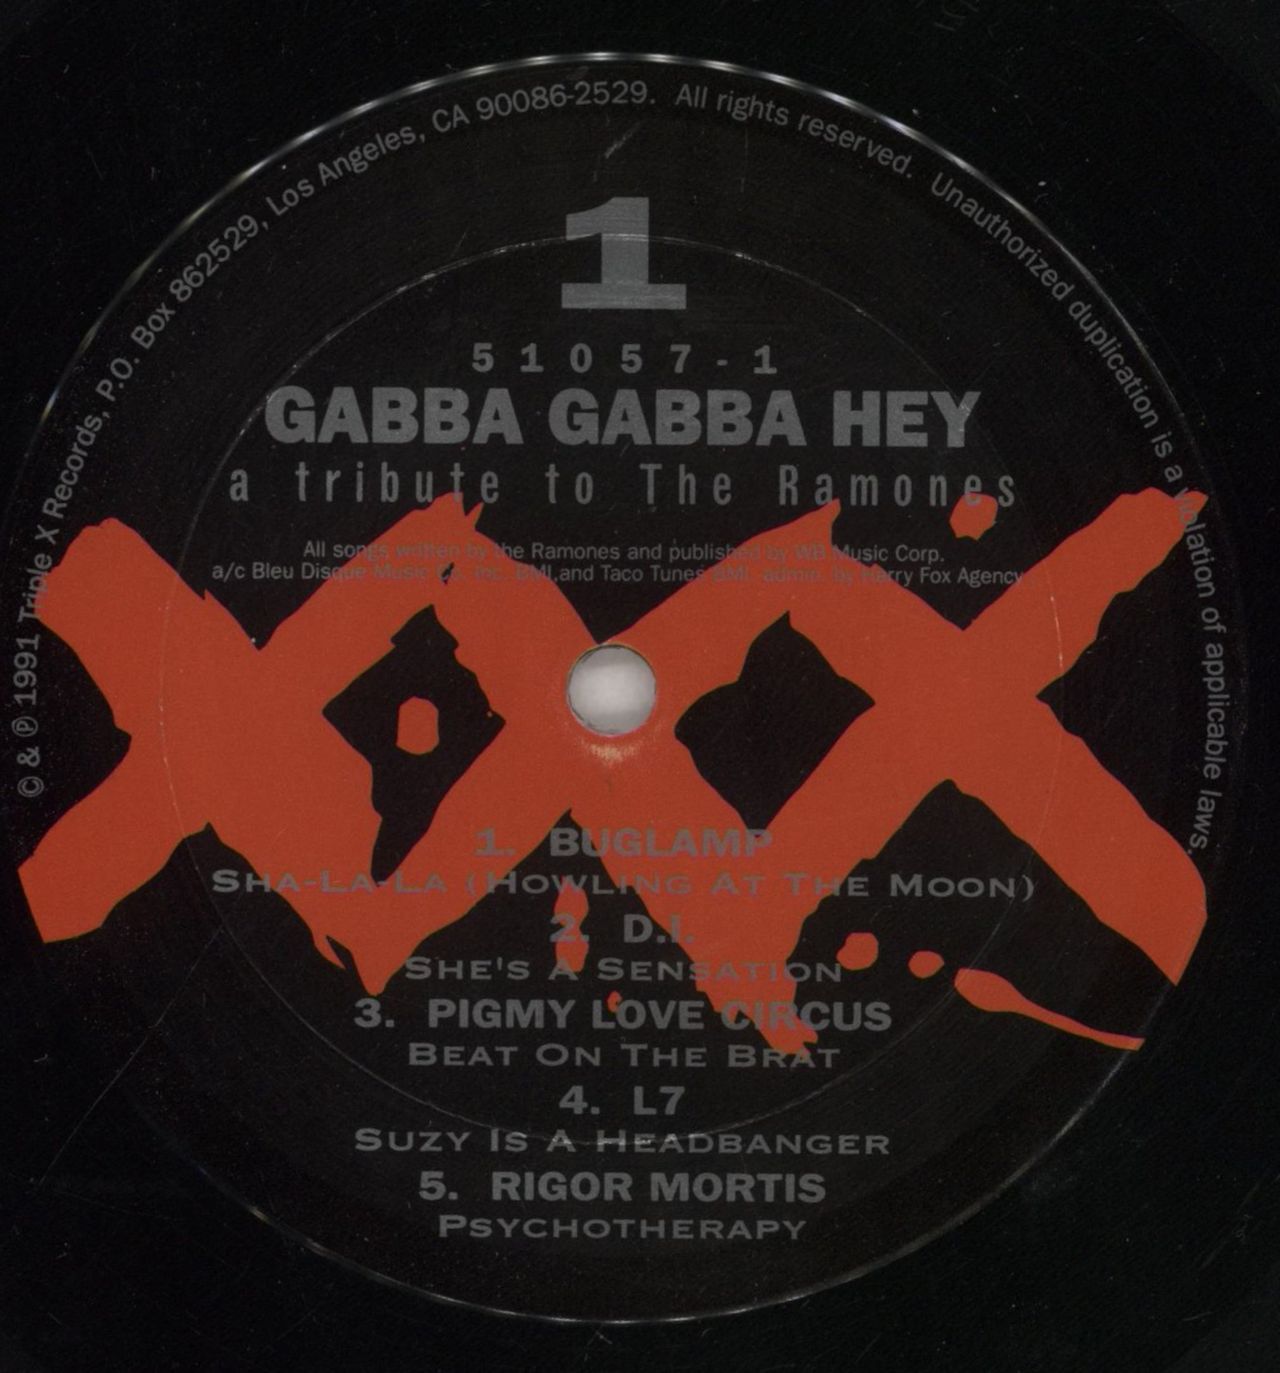 © & ℗ 1991 Triple X Records, P.O. Box 862529, Los Angeles, CA 90086-2529. All rights reserved. Unauthorized duplication is a violation of applicable laws.
1
51057-1
GABBA GABBA HEY
a tribute to The Ramones
All songs written by the Ramones and published by WB Music Corp.
a/c Bleu Disque Music Co. Inc. BMI,and Taco Tunes BMI, admin. by Harry Fox Agency
XXX
1. BUGLAMP
SHA-LA-LA (HOWLING AT THE MOON)
2. D.I.
SHE'S A SENSATION
3. PIGMY LOVE CIRCUS
BEAT ON THE BRAT
4. L7
SUZY IS A HEADBANGER
5. RIGOR MORTIS
PSYCHOTHERAPY